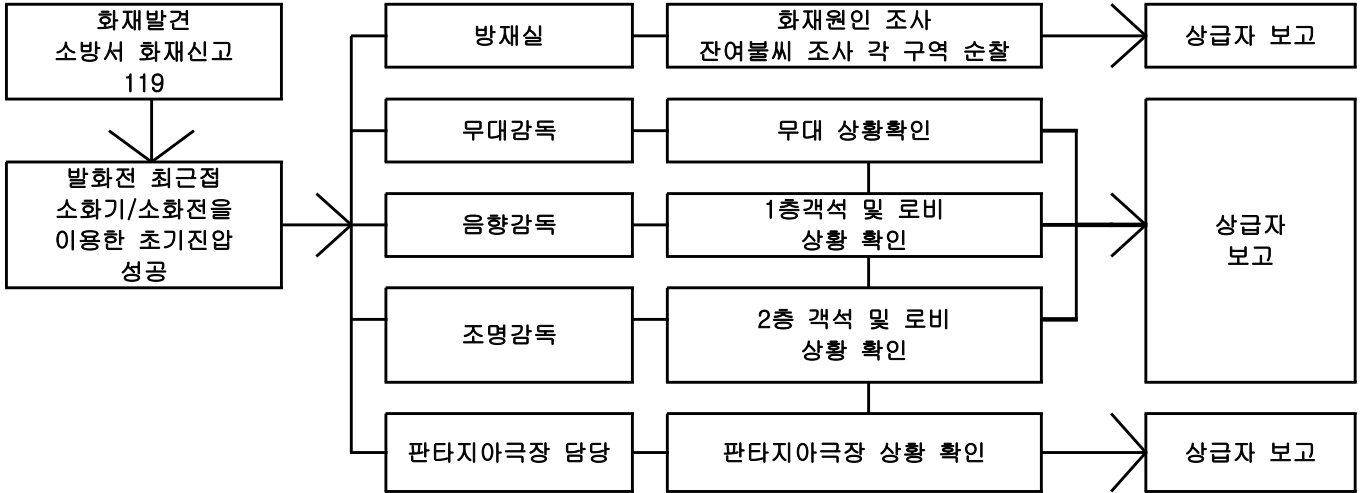 화재발견
소방서 화재신고
119
발화전 최근접
소화기/소화전을
이용한 초기진압
성공
방재실
화재원인 조사
잔여불씨 조사 각 구역 순찰
상급자 보고
무대감독
무대 상황확인
음향감독
1층객석 및 로비
상황 확인
상급자
보고
조명감독
2층 객석 및 로비
상황 확인
판타지아극장 담당
판타지아극장 상황 확인
상급자 보고